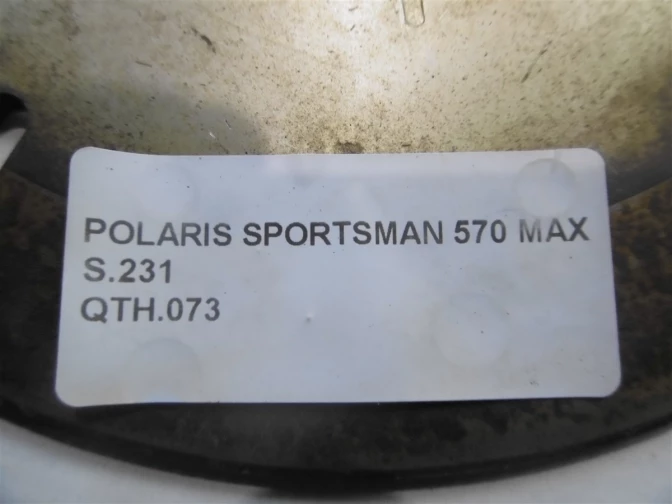 POLARIS SPORTSMAN 570 MAX
S.231
QTH.073